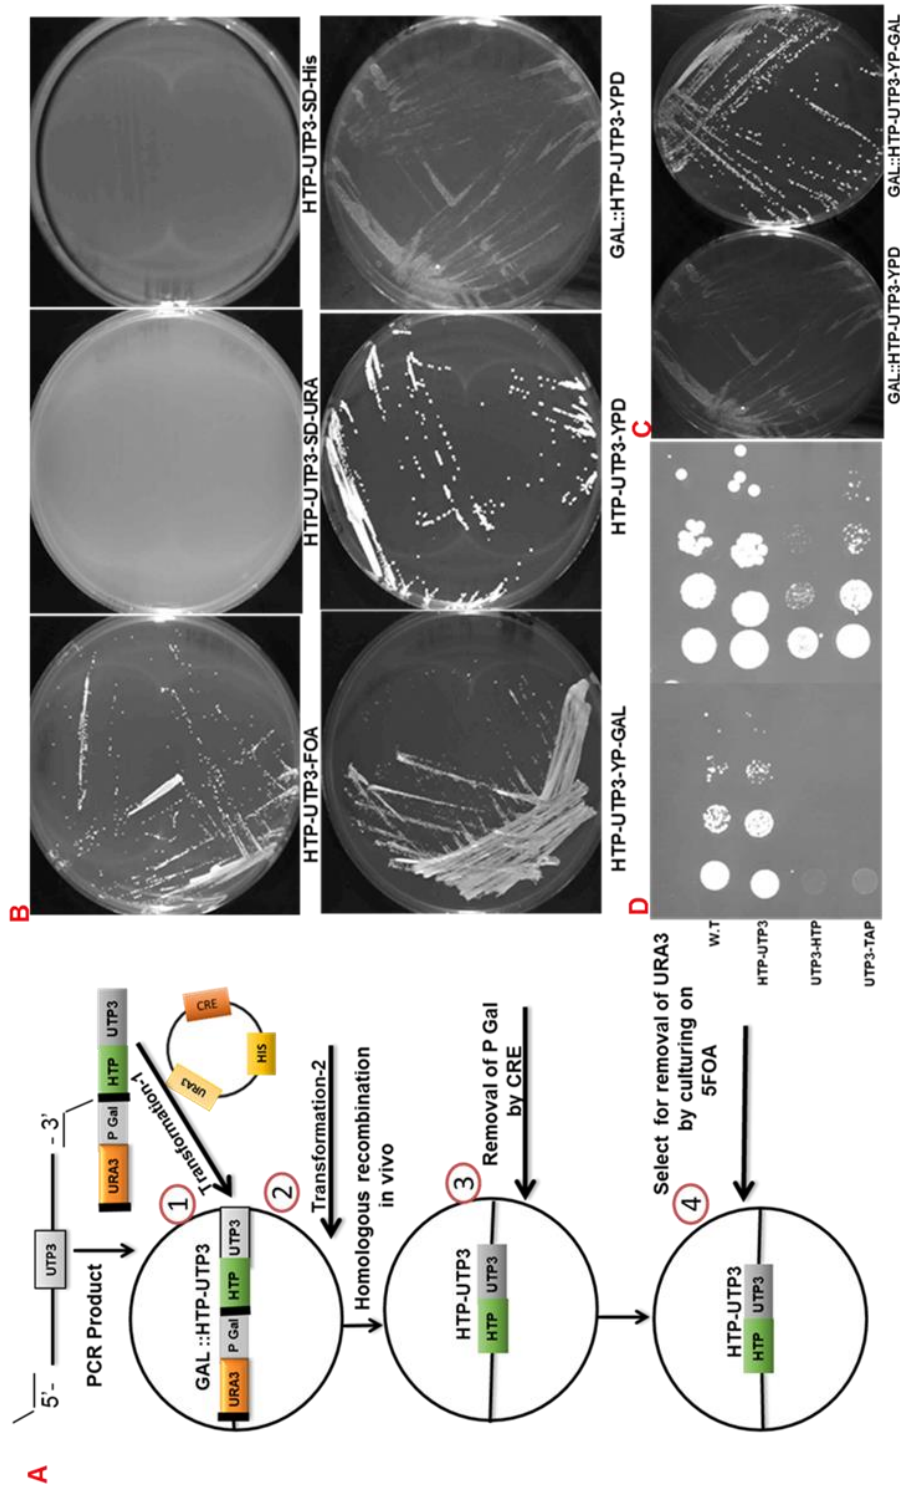 A
5'-
UTP3
- 3'
PCR Product
URA3
P Gal
HTP
UTP3
1
Transformation-1
URA3
CRE
HIS
GAL ::HTP-UTP3
URA3
P Gal
HTP
UTP3
2
Transformation-2
Homologous recombination
in vivo
3
HTP-UTP3
HTP
UTP3
Removal of P Gal
by CRE
4
HTP-UTP3
HTP
UTP3
Select for removal of URA3
by culturing on
5FOA
B
HTP-UTP3-FOA
HTP-UTP3-SD-URA
HTP-UTP3-SD-His
HTP-UTP3-YP-GAL
HTP-UTP3-YPD
GAL::HTP-UTP3-YPD
D
W.T
HTP-UTP3
UTP3-HTP
UTP3-TAP
C
GAL::HTP-UTP3-YPD
GAL::HTP-UTP3-YP-GAL